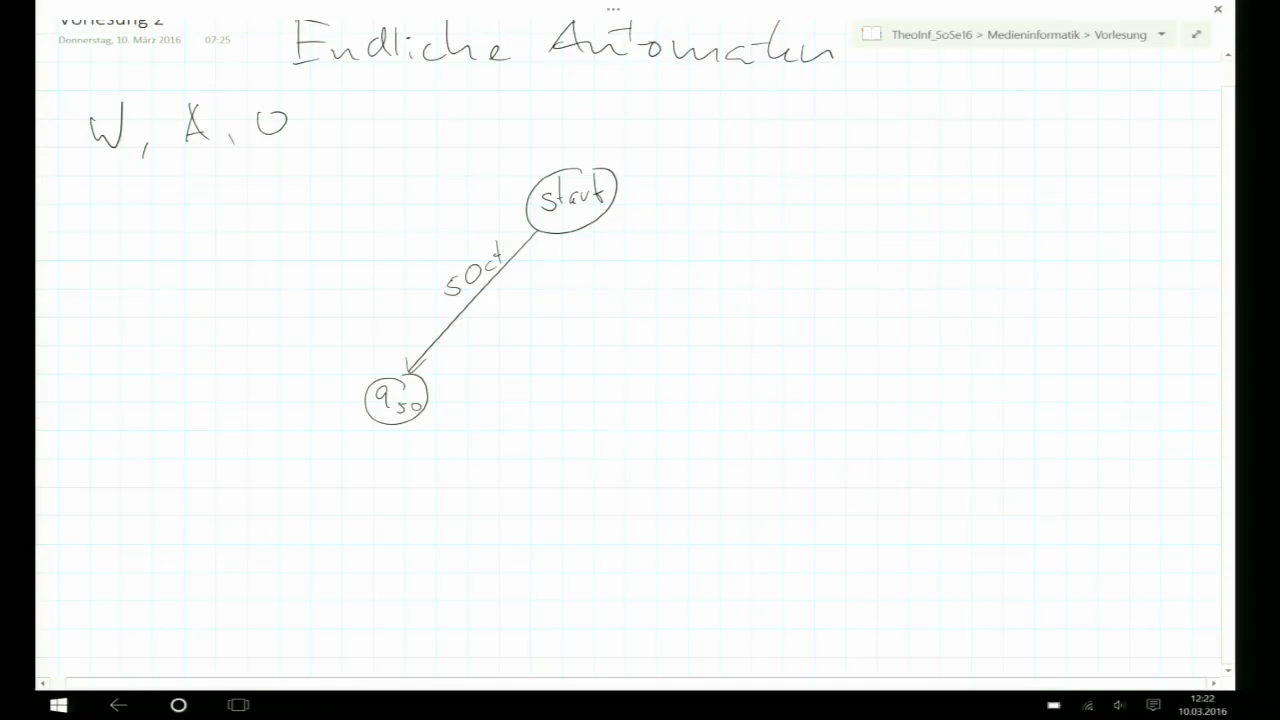 ...
Vorlesung 2
Donnerstag, 10. März 2016 07:25
Endliche Automaten
TheoInf_SoSe16 > Medieninformatik > Vorlesung
W, A, O
start
50ct
q50
12:22
10.03.2016